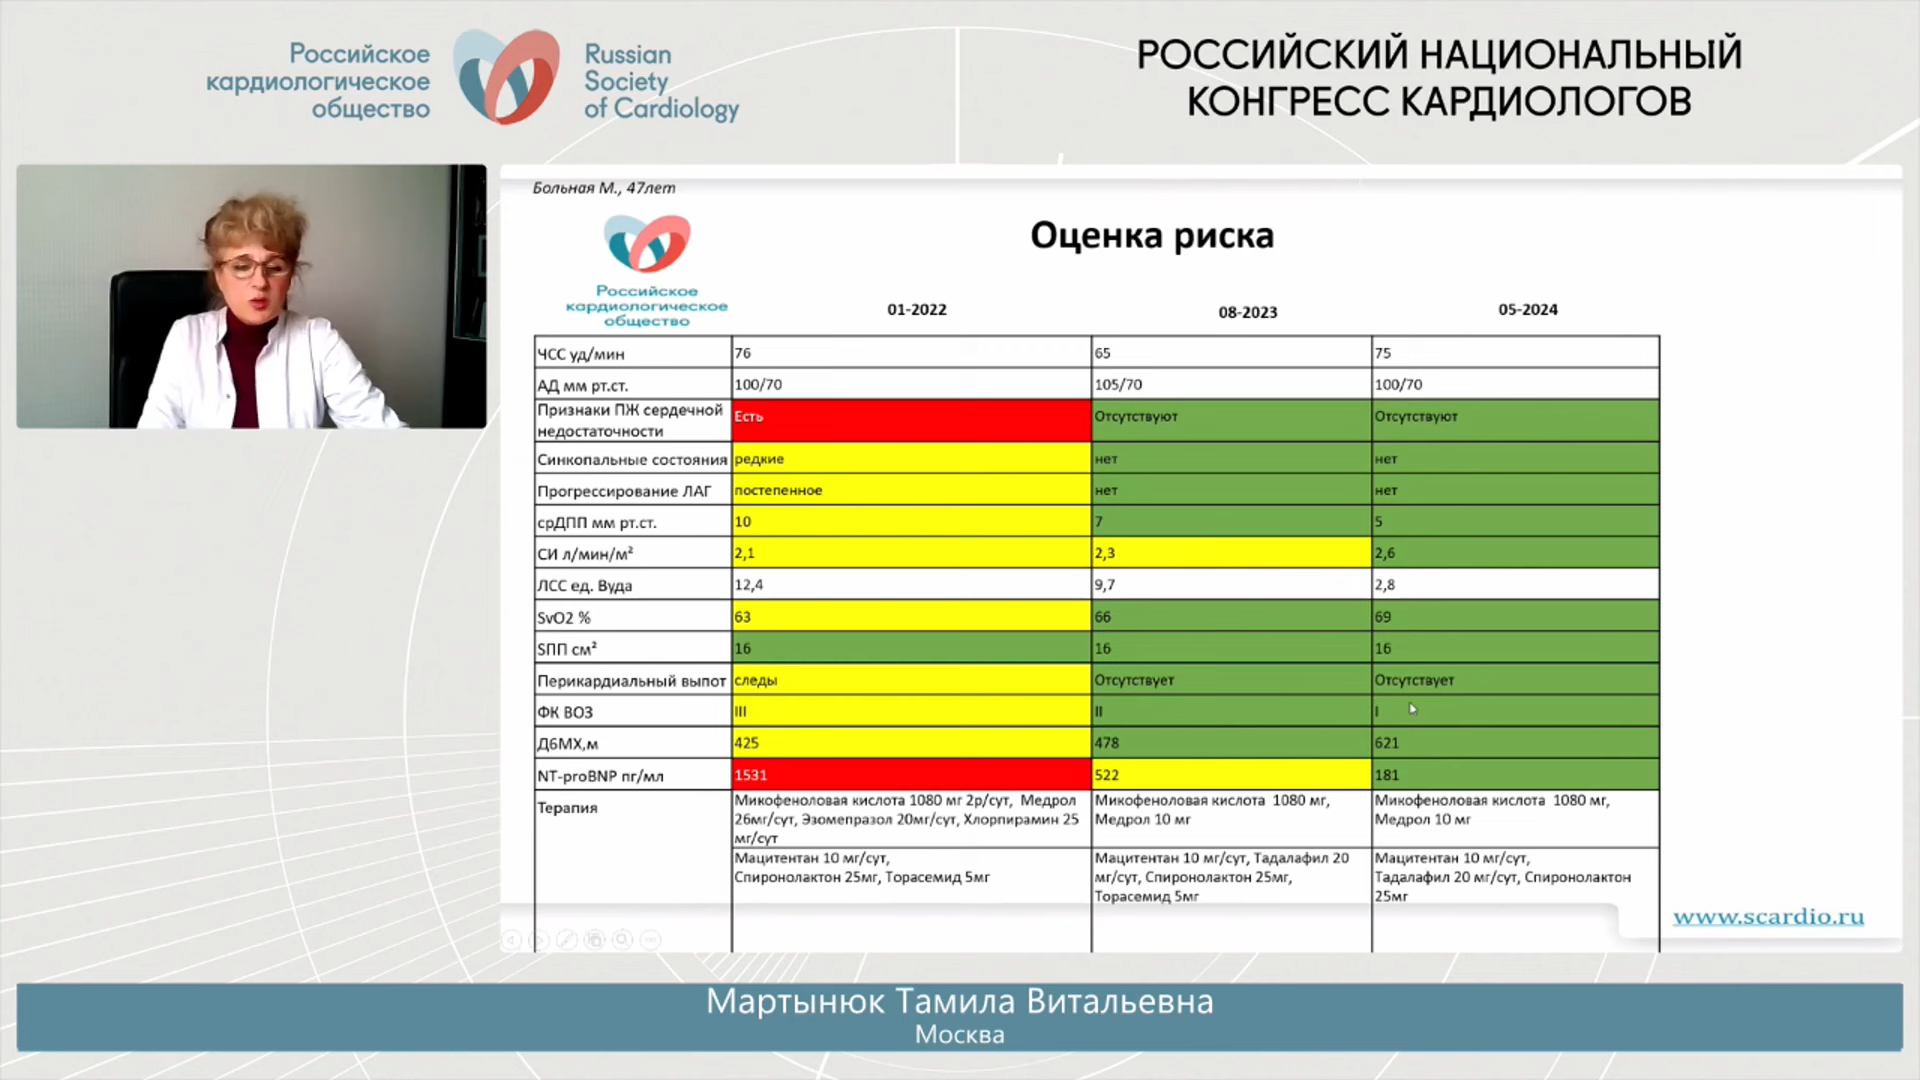 Российское
кардиологическое
общество
Russian
Society
of Cardiology
РОССИЙСКИЙ НАЦИОНАЛЬНЫЙ
КОНГРЕСС КАРДИОЛОГОВ
Больная М., 47лет
Российское
кардиологическое
общество
Оценка риска
01-2022 08-2023 05-2024
ЧСС уд/мин 76 65 75
АД мм рт.ст. 100/70 105/70 100/70
Признаки ПЖ сердечной
недостаточности
Есть Отсутствуют Отсутствуют
Синкопальные состояния редкие нет нет
Прогрессирование ЛАГ постепенное нет нет
срДПП мм рт.ст. 10 7 5
СИ л/мин/м² 2,1 2,3 2,6
ЛСС ед. Вуда 12,4 9,7 2,8
SvO2 % 63 66 69
SПП см² 16 16 16
Перикардиальный выпот следы Отсутствует Отсутствует
ФК ВОЗ III II I
Д6МХ,м 425 478 621
NT-proBNP пг/мл 1531 522 181
Терапия
Микофеноловая кислота 1080 мг 2р/сут, Медрол
26мг/сут, Эзомепразол 20мг/сут, Хлорпирамин 25
мг/сут
Микофеноловая кислота 1080 мг,
Медрол 10 мг
Микофеноловая кислота 1080 мг,
Медрол 10 мг
Мацитентан 10 мг/сут,
Спиронолактон 25мг, Торасемид 5мг
Мацитентан 10 мг/сут, Тадалафил 20
мг/сут, Спиронолактон 25мг,
Торасемид 5мг
Мацитентан 10 мг/сут,
Тадалафил 20 мг/сут, Спиронолактон
25мг
www.scardio.ru
Мартынюк Тамила Витальевна
Москва